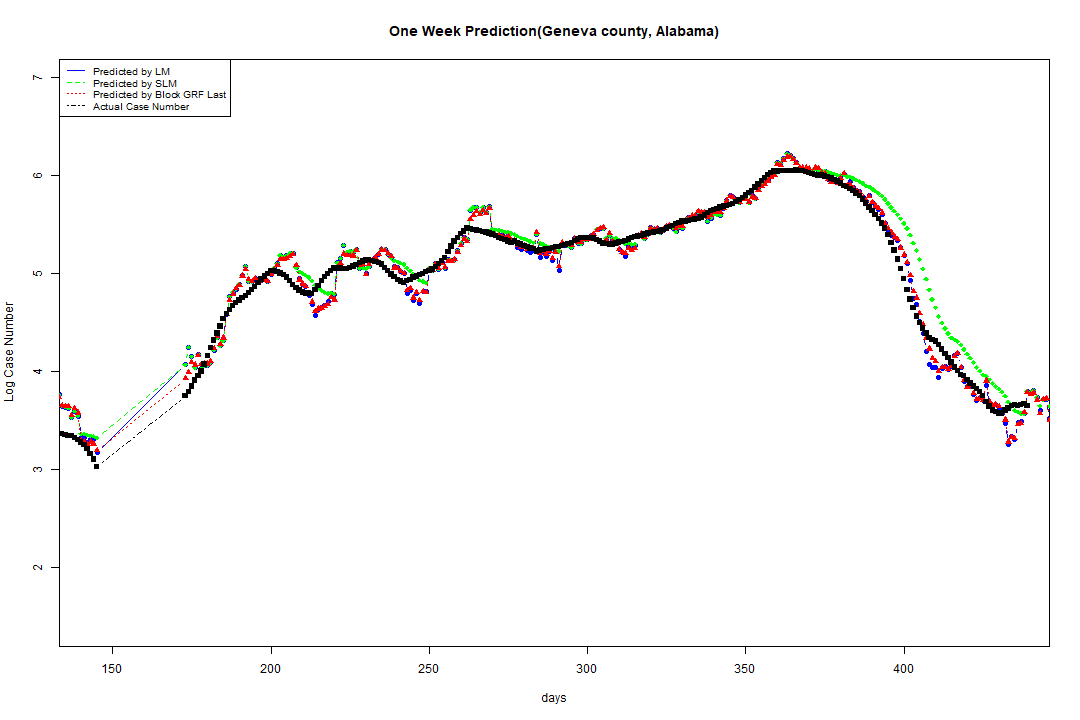 One Week Prediction(Geneva county, Alabama)
Predicted by LM
Predicted by SLM
Predicted by Block GRF Last
Actual Case Number
7
6
5
4
3
2
Log Case Number
150 200 250 300 350 400
days